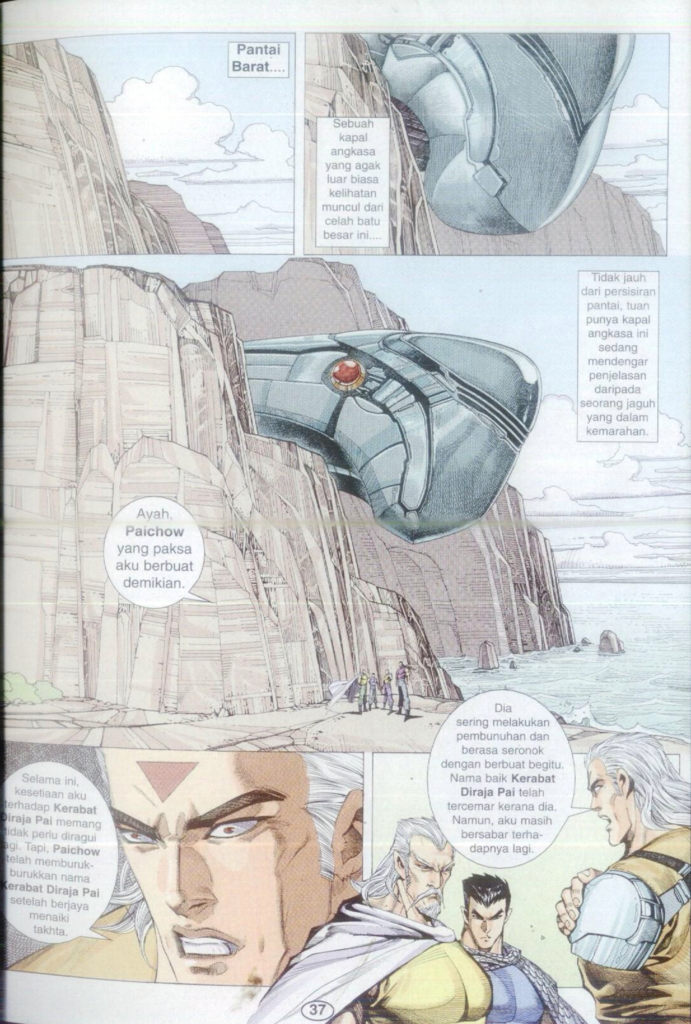 Pantai
Barat....
Sebuah
kapal
angkasa
yang agak
luar biasa
kelihatan
muncul dari
celah batu
besar ini....
Tidak jauh
dari persisiran
pantai, tuan
punya kapal
angkasa ini
sedang
mendengar
penjelasan
daripada
seorang jaguh
yang dalam
kemarahan.
Ayah,
Paichow
yang paksa
aku berbuat
demikian.
Selama ini,
kesetiaan aku
terhadap Kerabat
Diraja Pai memang
tidak perlu diragui
lagi. Tapi, Paichow
telah memburuk-
burukkan nama
Kerabat Diraja Pai
setelah berjaya
menaiki
takhta.
Dia
sering melakukan
pembunuhan dan
berasa seronok
dengan berbuat begitu.
Nama baik Kerabat
Diraja Pai telah
tercemar kerana dia.
Namun, aku masih
bersabar terha-
dapnya lagi.
37